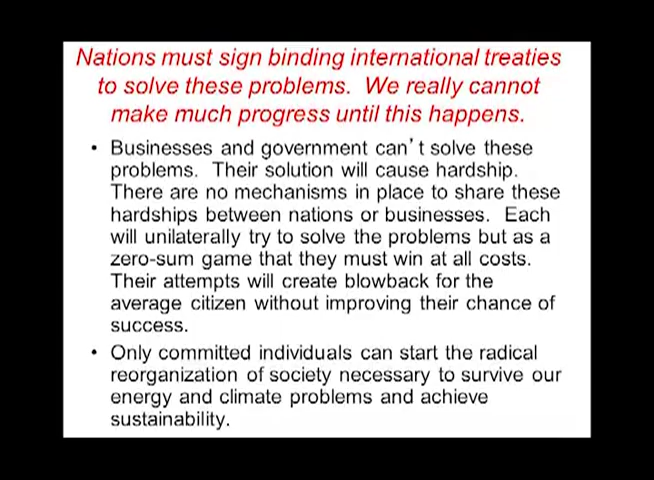 Nations must sign binding international treaties
to solve these problems. We really cannot
make much progress until this happens.
• Businesses and government can't solve these
problems. Their solution will cause hardship.
There are no mechanisms in place to share these
hardships between nations or businesses. Each
will unilaterally try to solve the problems but as a
zero-sum game that they must win at all costs.
Their attempts will create blowback for the
average citizen without improving their chance of
success.
• Only committed individuals can start the radical
reorganization of society necessary to survive our
energy and climate problems and achieve
sustainability.